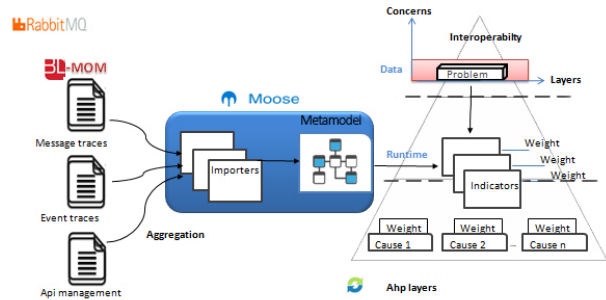 RabbitMQ
BL-MOM
Message traces
Event traces
Api management
Aggregation
Moose
Metamodel
Importers
Concerns
Interoperabilty
Data
Problem
Layers
Runtime
Weight
Weight
Weight
Indicators
Weight Weight Weight
Cause 1 Cause 2 ... Cause n
Ahp layers